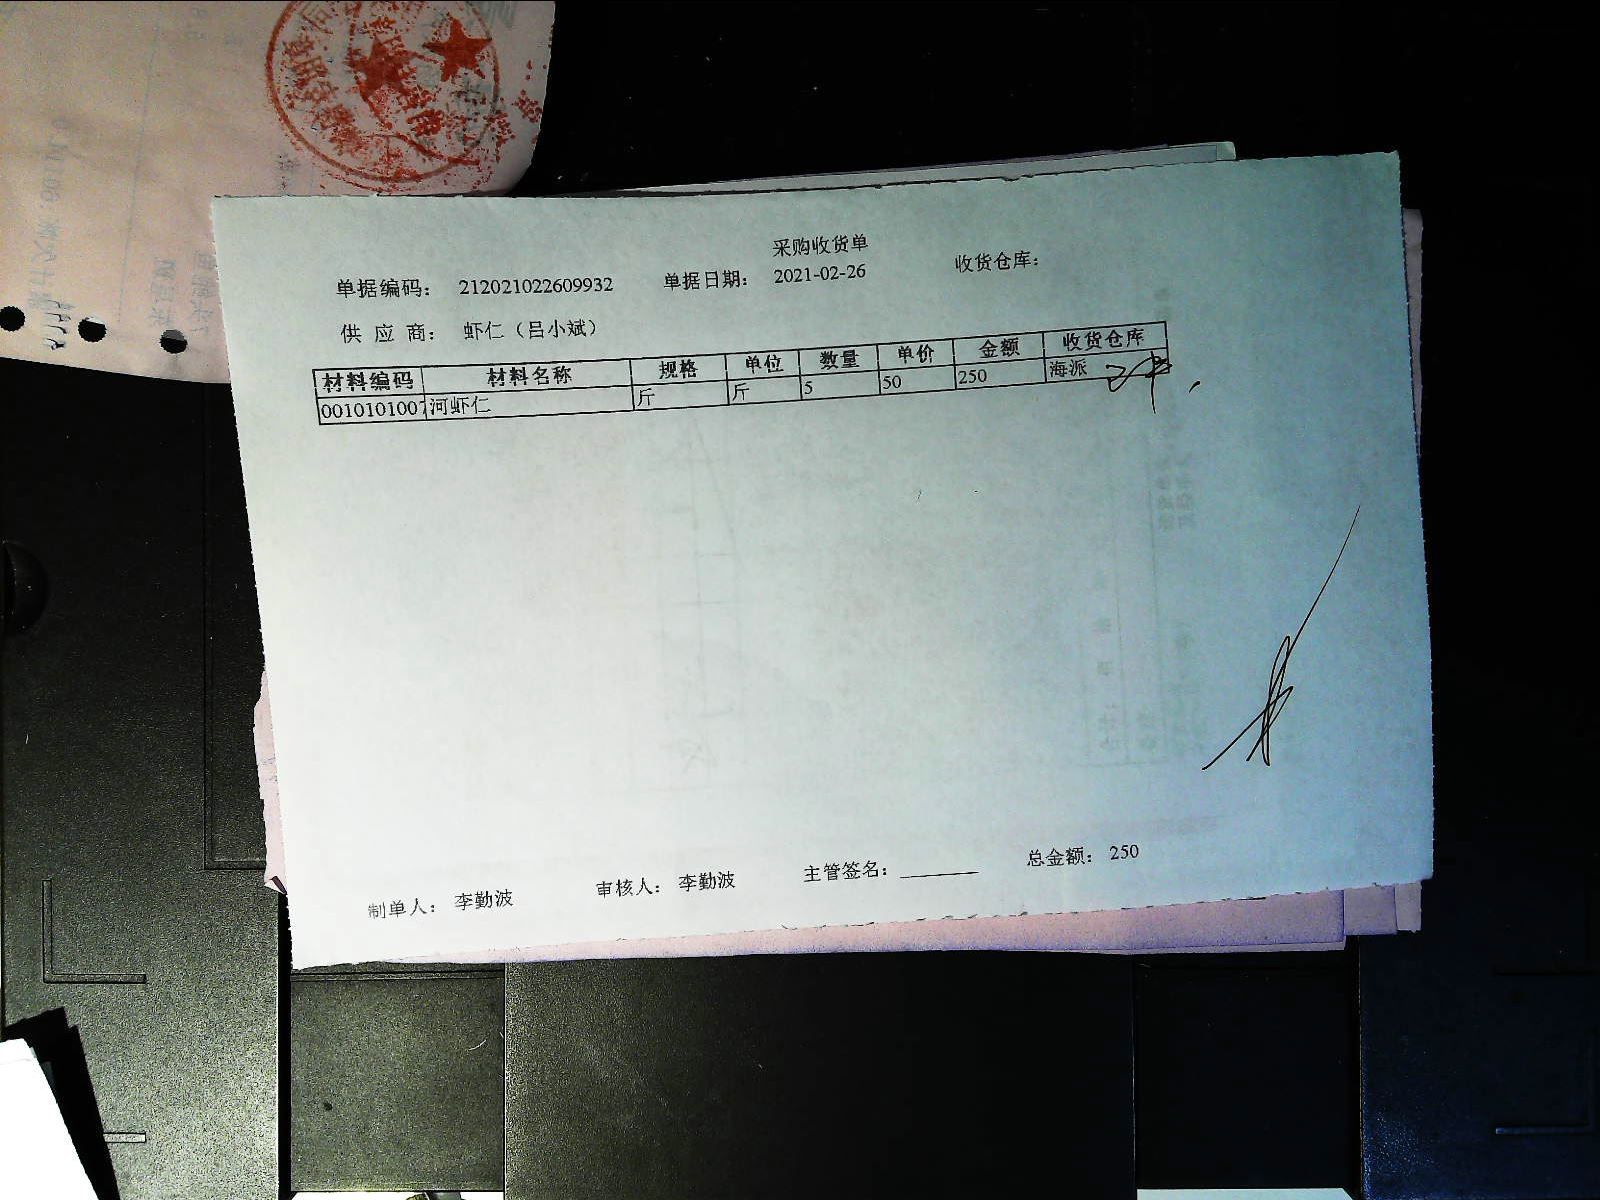 采购收货单
单据编码： 212021022609932 单据日期： 2021-02-26 收货仓库：
供 应 商： 虾仁（吕小斌）
材料编码 材料名称 规格 单位 数量 单价 金额 收货仓库
0010101007 河虾仁 斤 斤 5 50 250 海派
制单人： 李勤波 审核人： 李勤波 主管签名： 总金额： 250